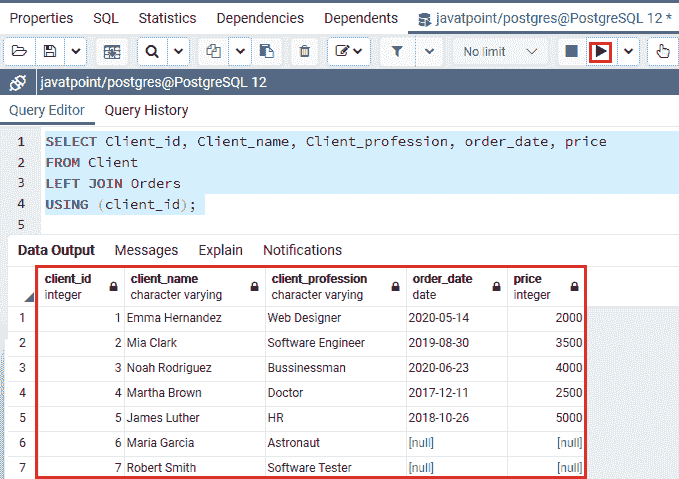 Properties SQL Statistics Dependencies Dependents javatpoint/postgres@PostgreSQL 12 *
No limit
javatpoint/postgres@PostgreSQL 12
Query Editor Query History
1 SELECT Client_id, Client_name, Client_profession, order_date, price
2 FROM Client
3 LEFT JOIN Orders
4 USING (client_id);
5
Data Output Messages Explain Notifications
client_id client_name client_profession order_date price
integer character varying character varying date integer
1 1 Emma Hernandez Web Designer 2020-05-14 2000
2 2 Mia Clark Software Engineer 2019-08-30 3500
3 3 Noah Rodriguez Bussinessman 2020-06-23 4000
4 4 Martha Brown Doctor 2017-12-11 2500
5 5 James Luther HR 2018-10-26 5000
6 6 Maria Garcia Astronaut [null] [null]
7 7 Robert Smith Software Tester [null] [null]